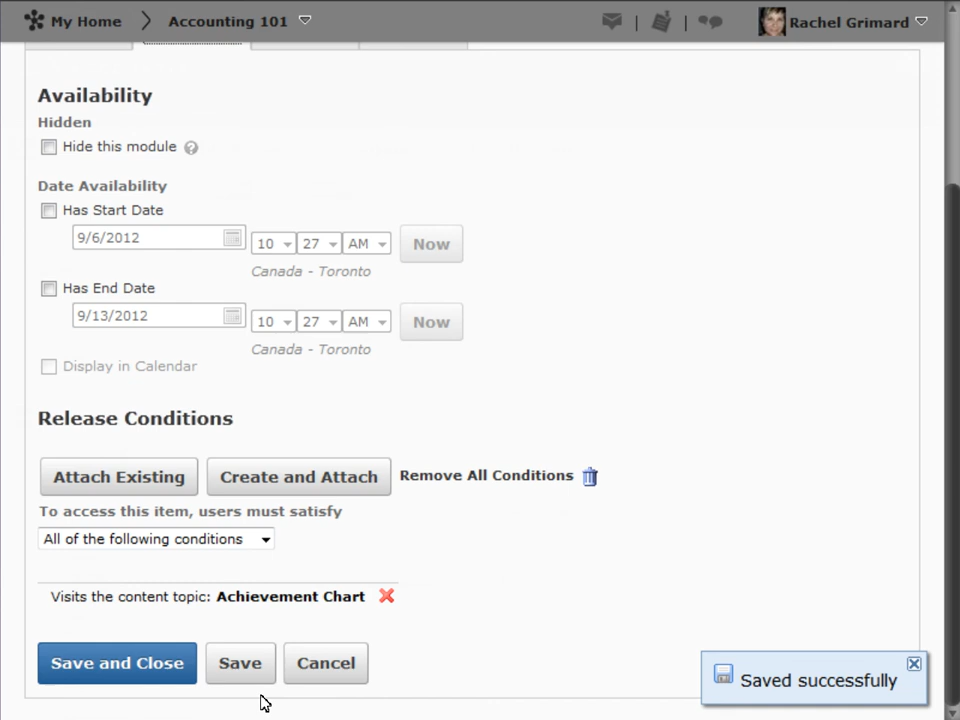 My Home Accounting 101 Rachel Grimard
Availability
Hidden
Hide this module
Date Availability
Has Start Date
9/6/2012 10 27 AM Now
Canada - Toronto
Has End Date
9/13/2012 10 27 AM Now
Canada - Toronto
Display in Calendar
Release Conditions
Attach Existing Create and Attach Remove All Conditions
To access this item, users must satisfy
All of the following conditions
Visits the content topic: Achievement Chart
Save and Close Save Cancel
Saved successfully